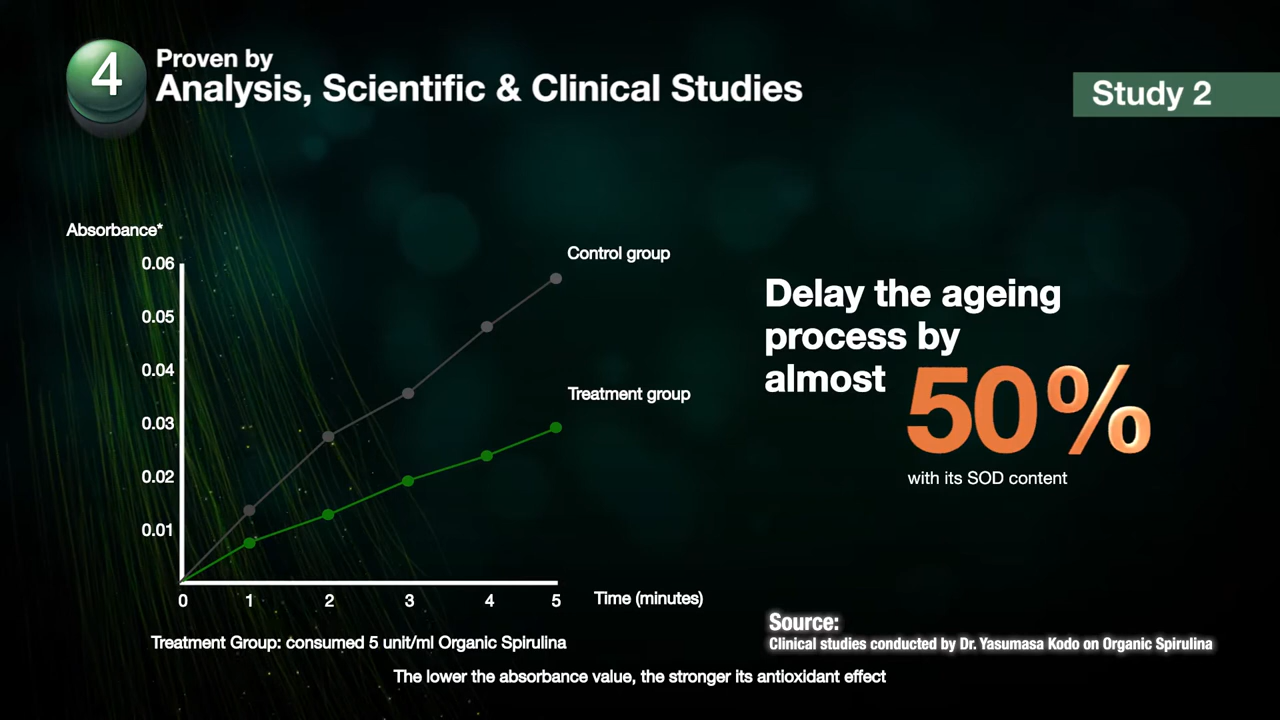 4
Proven by
Analysis, Scientific & Clinical Studies
Study 2
Absorbance*
0.06
0.05
0.04
0.03
0.02
0.01
Control group
Treatment group
0 1 2 3 4 5
Time (minutes)
Treatment Group: consumed 5 unit/ml Organic Spirulina
Delay the ageing
process by
almost 50%
with its SOD content
Source:
Clinical studies conducted by Dr. Yasumasa Kodo on Organic Spirulina
The lower the absorbance value, the stronger its antioxidant effect